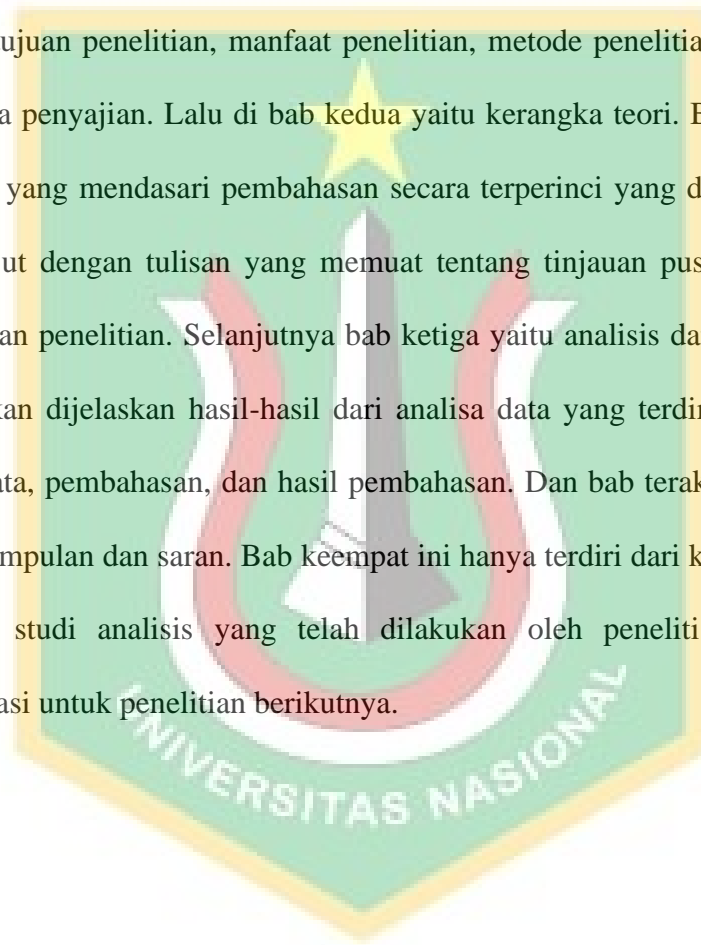 ujuan penelitian, manfaat penelitian, metode penelitia
a penyajian. Lalu di bab kedua yaitu kerangka teori. B
yang mendasari pembahasan secara terperinci yang d
ut dengan tulisan yang memuat tentang tinjauan pus
an penelitian. Selanjutnya bab ketiga yaitu analisis da
kan dijelaskan hasil-hasil dari analisa data yang terdir
ata, pembahasan, dan hasil pembahasan. Dan bab terak
mpulan dan saran. Bab keempat ini hanya terdiri dari k
studi analisis yang telah dilakukan oleh peneliti
asi untuk penelitian berikutnya.
UNIVERSITAS NASIONAL